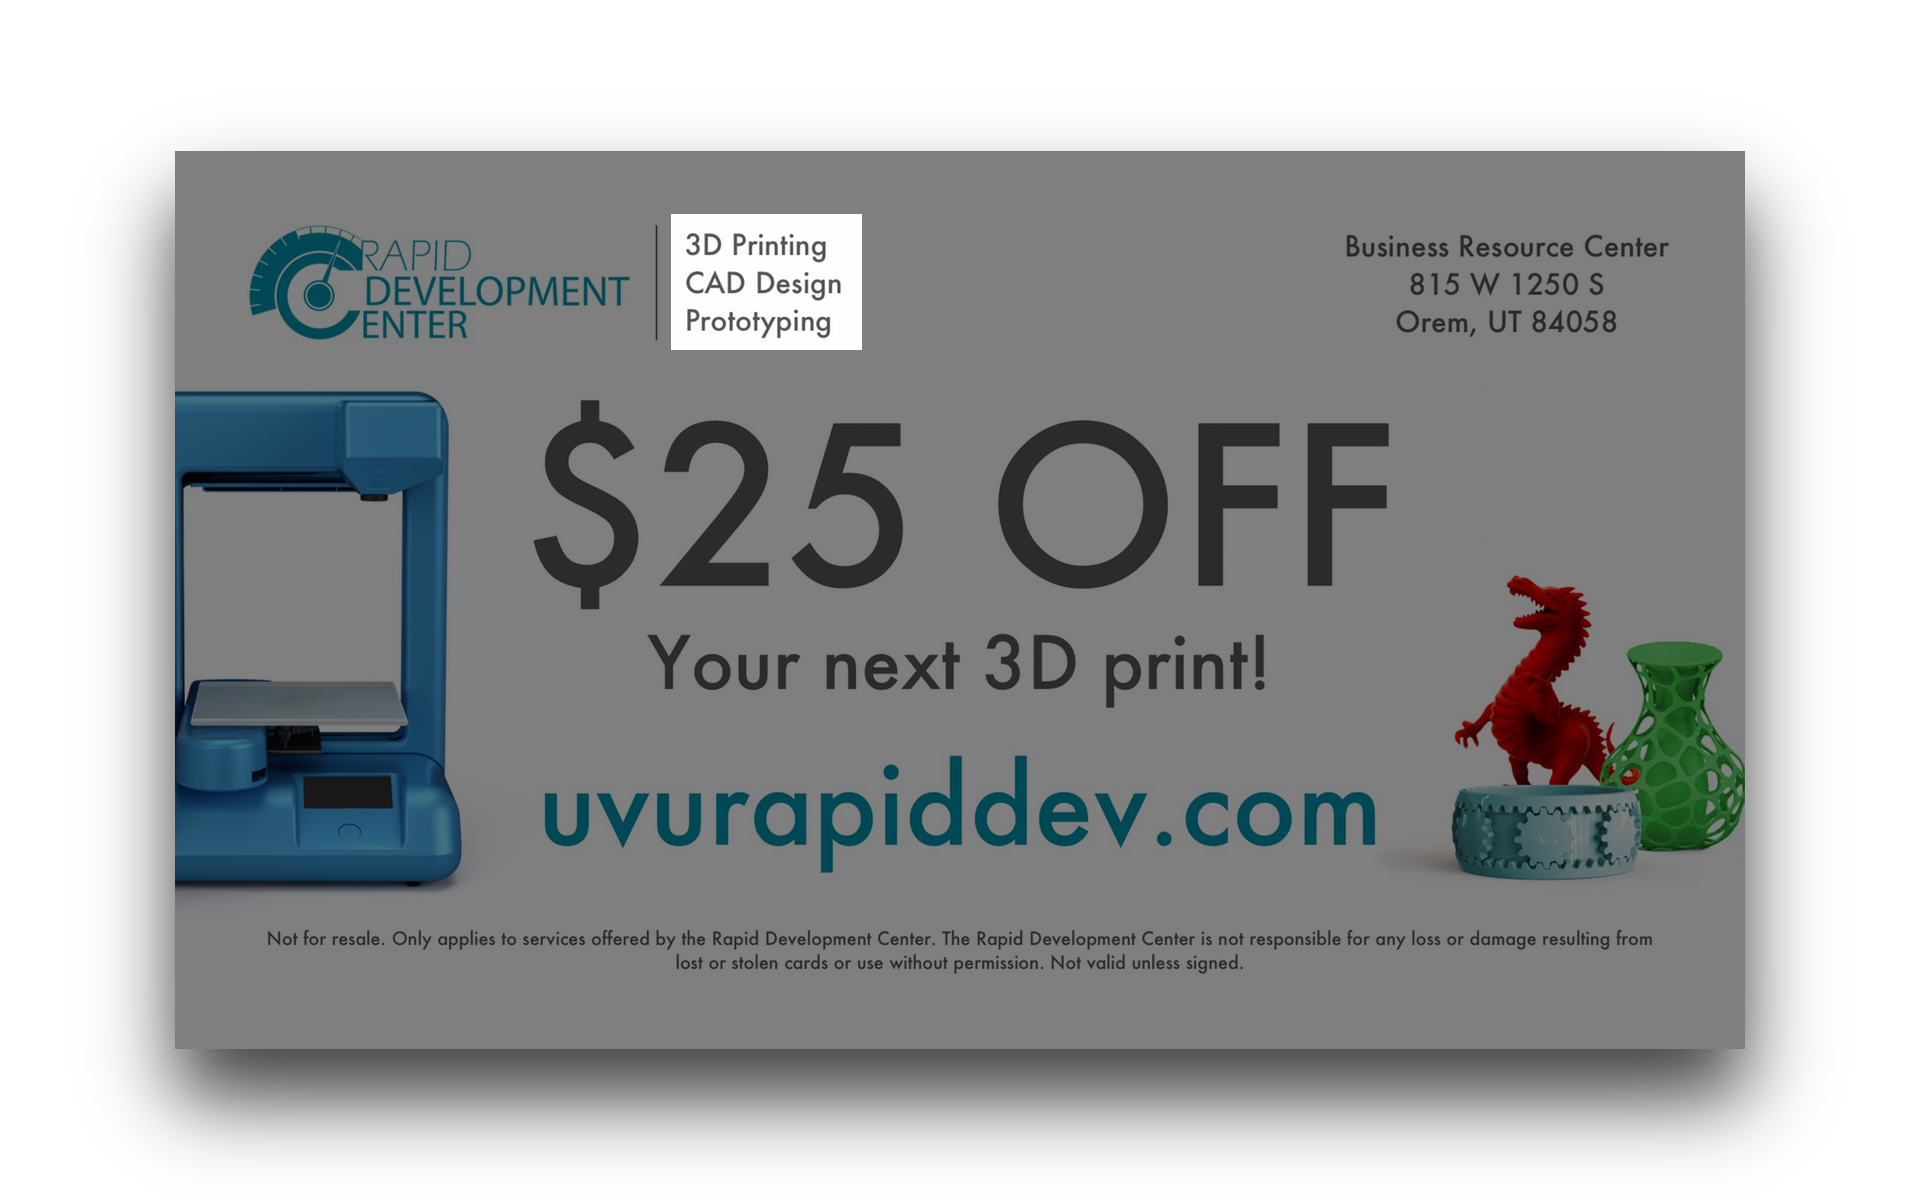 RAPID
DEVELOPMENT
CENTER
3D Printing
CAD Design
Prototyping
Business Resource Center
815 W 1250 S
Orem, UT 84058
$25 OFF
Your next 3D print!
uvurapiddev.com
Not for resale. Only applies to services offered by the Rapid Development Center. The Rapid Development Center is not responsible for any loss or damage resulting from
lost or stolen cards or use without permission. Not valid unless signed.